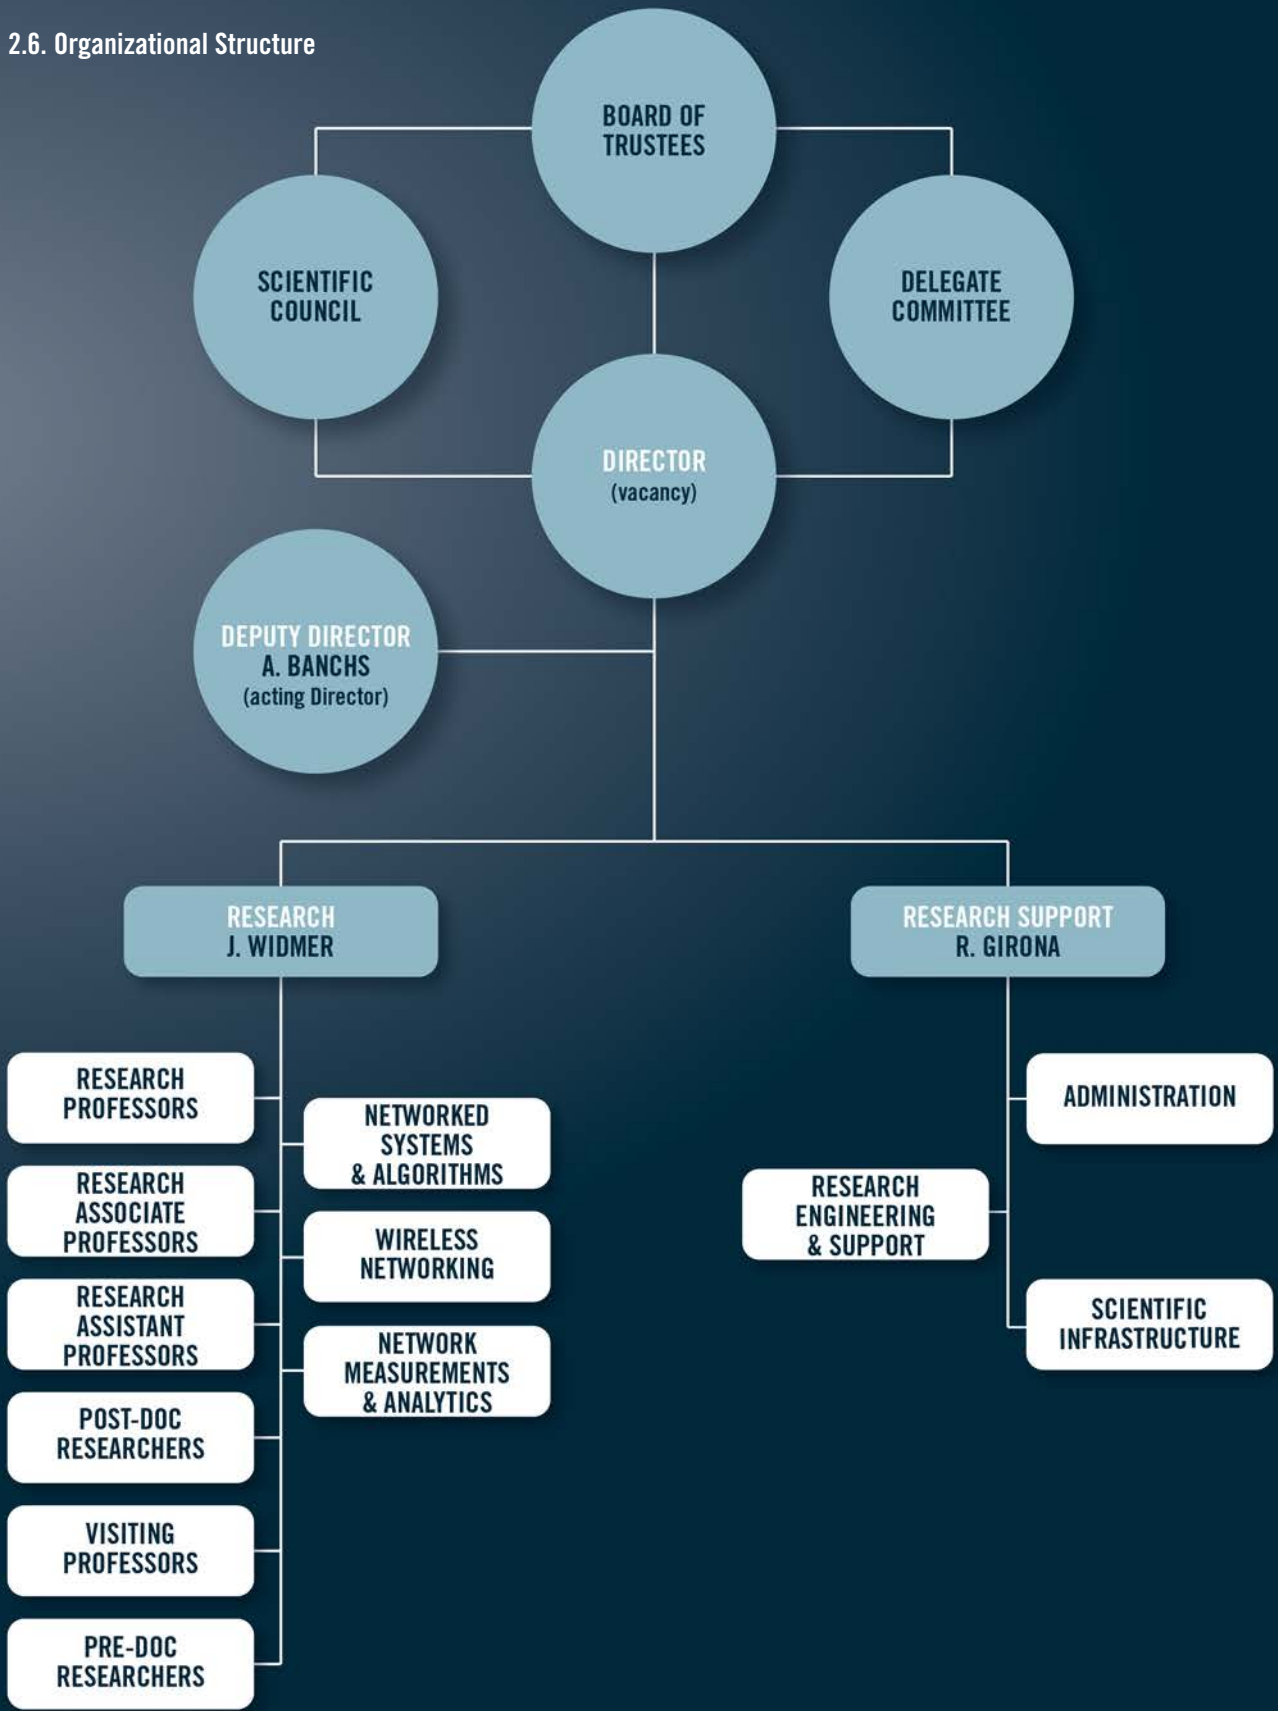 2.6. Organizational Structure
BOARD OF
TRUSTEES
SCIENTIFIC
COUNCIL
DELEGATE
COMMITTEE
DIRECTOR
(vacancy)
DEPUTY DIRECTOR
A. BANCHS
(acting Director)
RESEARCH
J. WIDMER
RESEARCH SUPPORT
R. GIRONA
RESEARCH
PROFESSORS
RESEARCH
ASSOCIATE
PROFESSORS
RESEARCH
ASSISTANT
PROFESSORS
POST-DOC
RESEARCHERS
VISITING
PROFESSORS
PRE-DOC
RESEARCHERS
NETWORKED
SYSTEMS
& ALGORITHMS
WIRELESS
NETWORKING
NETWORK
MEASUREMENTS
& ANALYTICS
RESEARCH
ENGINEERING
& SUPPORT
ADMINISTRATION
SCIENTIFIC
INFRASTRUCTURE